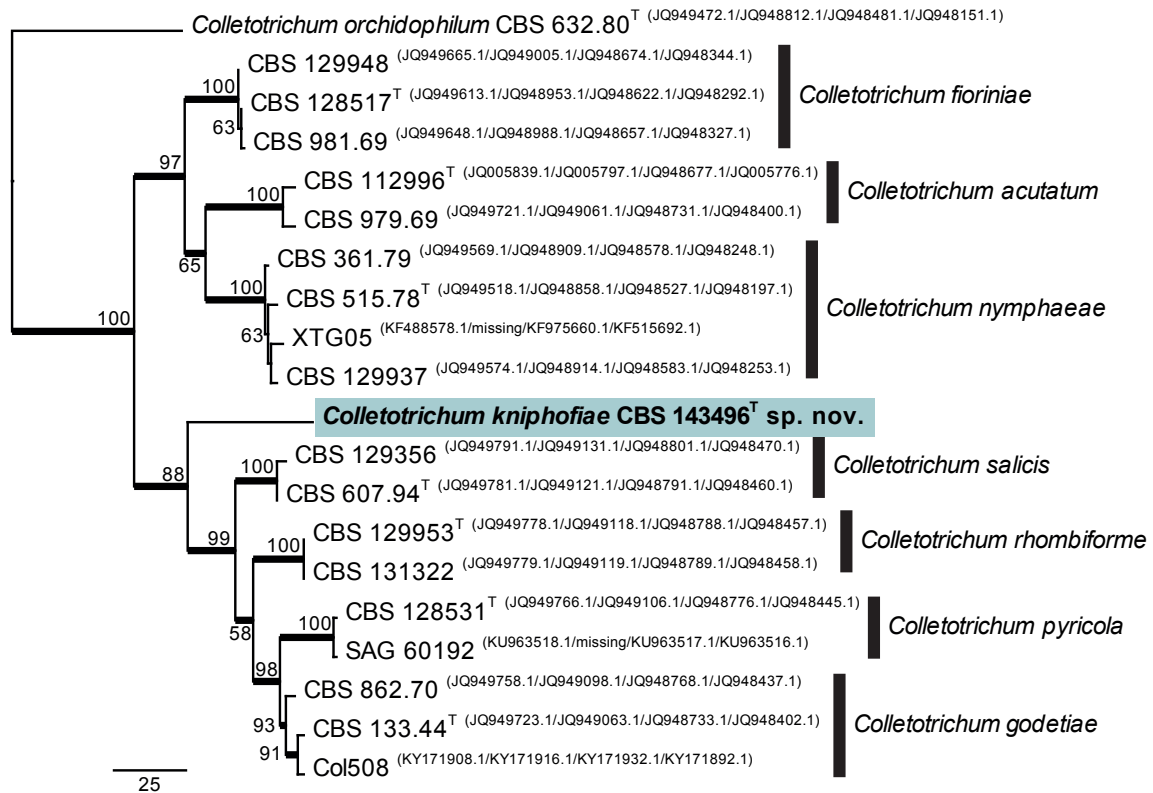 Colletotrichum orchidophilum CBS 632.80T (JQ949472.1/JQ948812.1/JQ948481.1/JQ948151.1)
CBS 129948 (JQ949665.1/JQ949005.1/JQ948674.1/JQ948344.1)
100
CBS 128517T (JQ949613.1/JQ948953.1/JQ948622.1/JQ948292.1)
Colletotrichum fioriniae
63
CBS 981.69 (JQ949648.1/JQ948988.1/JQ948657.1/JQ948327.1)
97
CBS 112996T (JQ005839.1/JQ005797.1/JQ948677.1/JQ005776.1)
100
Colletotrichum acutatum
CBS 979.69 (JQ949721.1/JQ949061.1/JQ948731.1/JQ948400.1)
65
CBS 361.79 (JQ949569.1/JQ948909.1/JQ948578.1/JQ948248.1)
100
CBS 515.78T (JQ949518.1/JQ948858.1/JQ948527.1/JQ948197.1)
Colletotrichum nymphaeae
63
XTG05 (KF488578.1/missing/KF975660.1/KF515692.1)
100
CBS 129937 (JQ949574.1/JQ948914.1/JQ948583.1/JQ948253.1)
Colletotrichum kniphofiae CBS 143496T sp. nov.
88
CBS 129356 (JQ949791.1/JQ949131.1/JQ948801.1/JQ948470.1)
100
Colletotrichum salicis
CBS 607.94T (JQ949781.1/JQ949121.1/JQ948791.1/JQ948460.1)
99
CBS 129953T (JQ949778.1/JQ949118.1/JQ948788.1/JQ948457.1)
100
Colletotrichum rhombiforme
CBS 131322 (JQ949779.1/JQ949119.1/JQ948789.1/JQ948458.1)
58
CBS 128531T (JQ949766.1/JQ949106.1/JQ948776.1/JQ948445.1)
100
Colletotrichum pyricola
SAG 60192 (KU963518.1/missing/KU963517.1/KU963516.1)
98
CBS 862.70 (JQ949758.1/JQ949098.1/JQ948768.1/JQ948437.1)
93
CBS 133.44T (JQ949723.1/JQ949063.1/JQ948733.1/JQ948402.1)
Colletotrichum godetiae
91
Col508 (KY171908.1/KY171916.1/KY171932.1/KY171892.1)
25